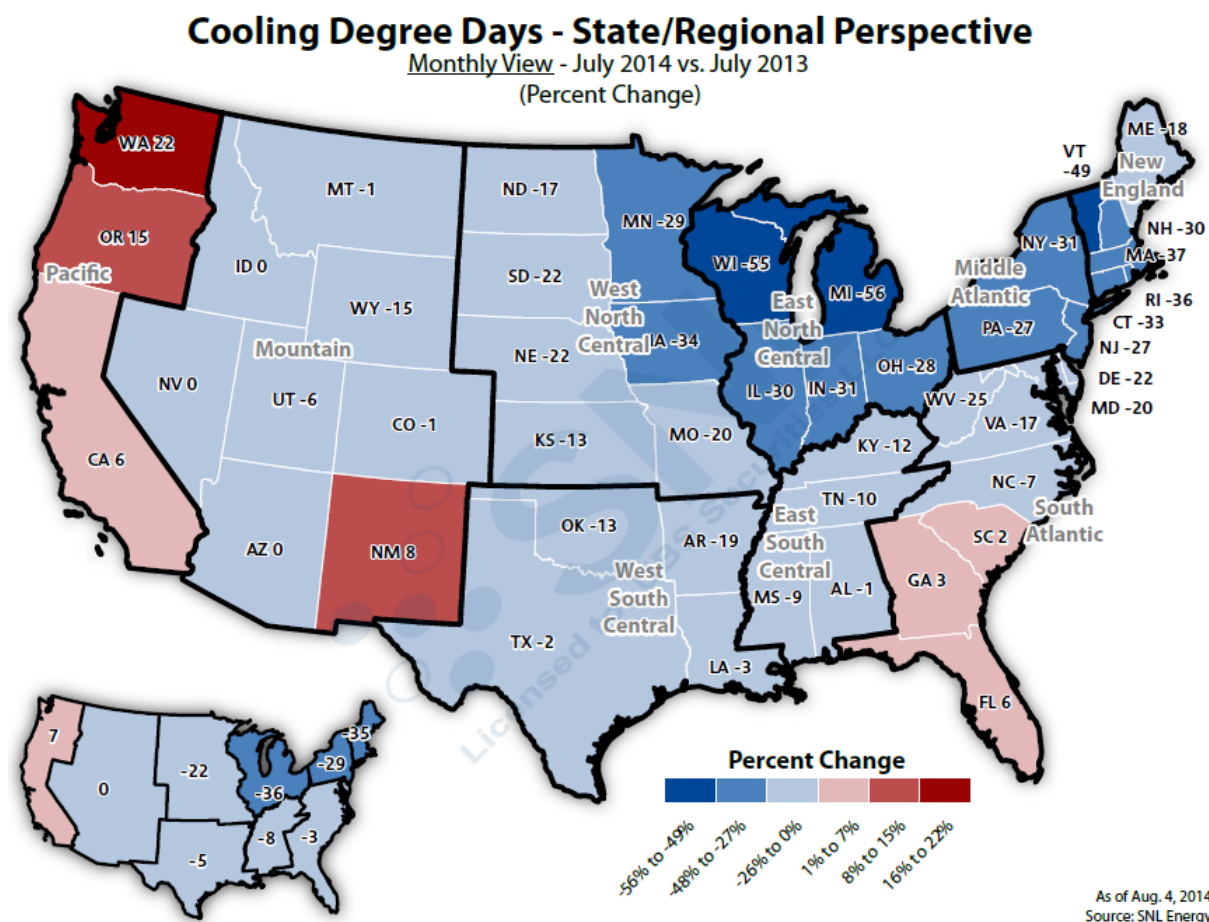 Cooling Degree Days - State/Regional Perspective
Monthly View - July 2014 vs. July 2013
(Percent Change)
WA 22
OR 15
Pacific
CA 6
MT -1
ID 0
WY -15
Mountain
NV 0
UT -6
CO -1
AZ 0
NM 8
ND -17
MN -29
SD -22
West
North
Central
NE -22
IA -34
KS -13
MO -20
WI -55
MI -56
East
North
Central
IL -30
IN -31
OH -28
ME -18
VT
-49
New
England
NH -30
NY -31
MA -37
Middle
Atlantic
RI -36
PA -27
CT -33
NJ -27
DE -22
MD -20
WV -25
VA -17
KY -12
NC -7
TN -10
South
Atlantic
SC 2
GA 3
FL 6
East
South
Central
MS -9
AL -1
OK -13
AR -19
West
South
Central
TX -2
LA -3
7
0
-22
-36
-29
-35
-5
-8
-3
Percent Change
-56% to -49%
-48% to -27%
-26% to 0%
1% to 7%
8% to 15%
16% to 22%
As of Aug. 4, 2014
Source: SNL Energy
SNL
Licensed to
Securities